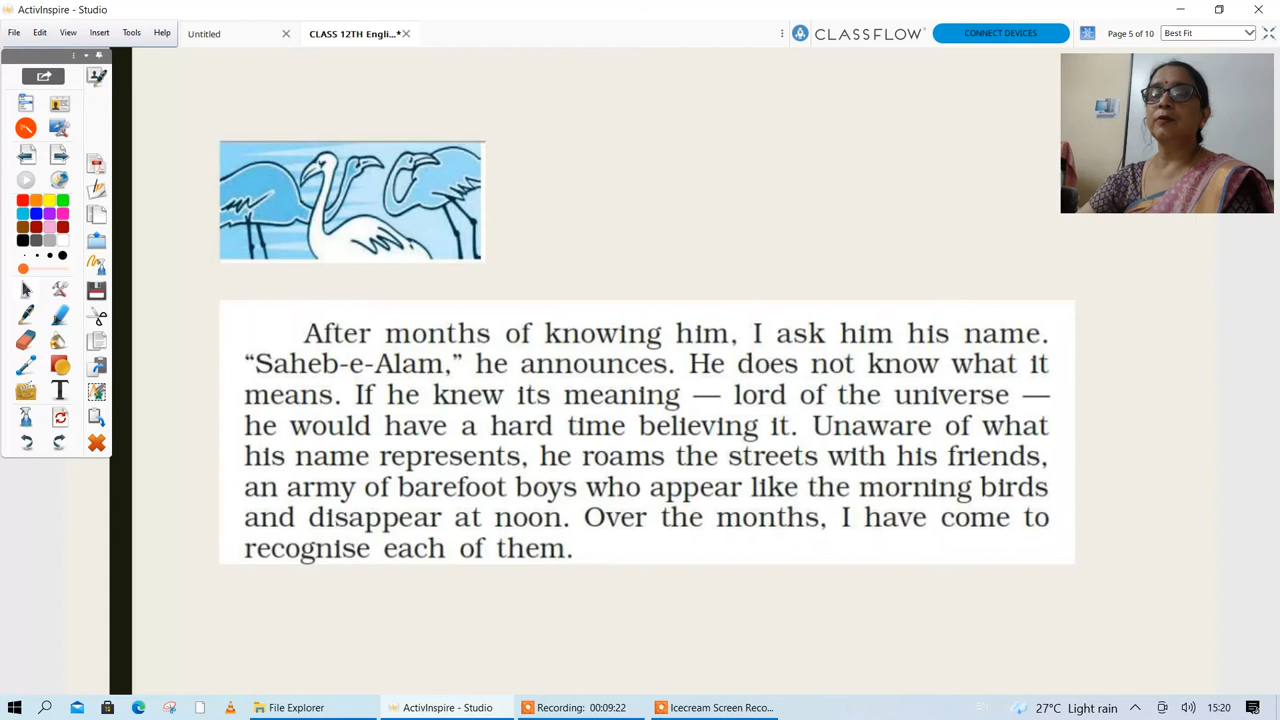 ActivInspire - Studio
File Edit View Insert Tools Help
Untitled
CLASS 12TH Engli...*
CLASSFLOW
CONNECT DEVICES
Page 5 of 10
Best Fit
After months of knowing him, I ask him his name.
“Saheb-e-Alam,” he announces. He does not know what it
means. If he knew its meaning — lord of the universe —
he would have a hard time believing it. Unaware of what
his name represents, he roams the streets with his friends,
an army of barefoot boys who appear like the morning birds
and disappear at noon. Over the months, I have come to
recognise each of them.
File Explorer
ActivInspire - Studio
Recording: 00:09:22
Icecream Screen Reco...
27°C Light rain
15:20